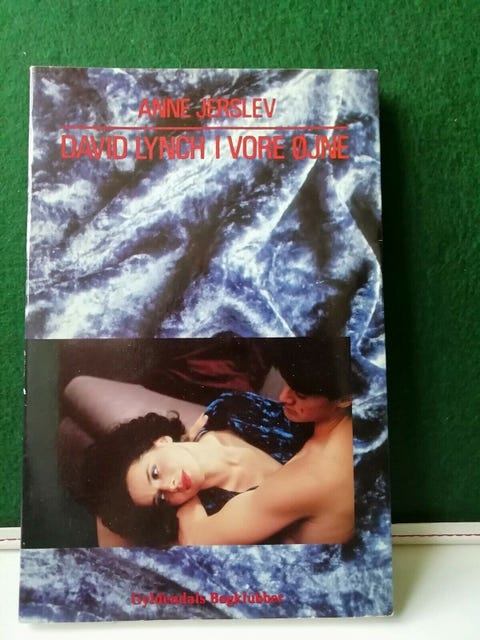 ANNE JERSLEV
DAVID LYNCH I VORE ØJNE
Gyldendals Bogklubber